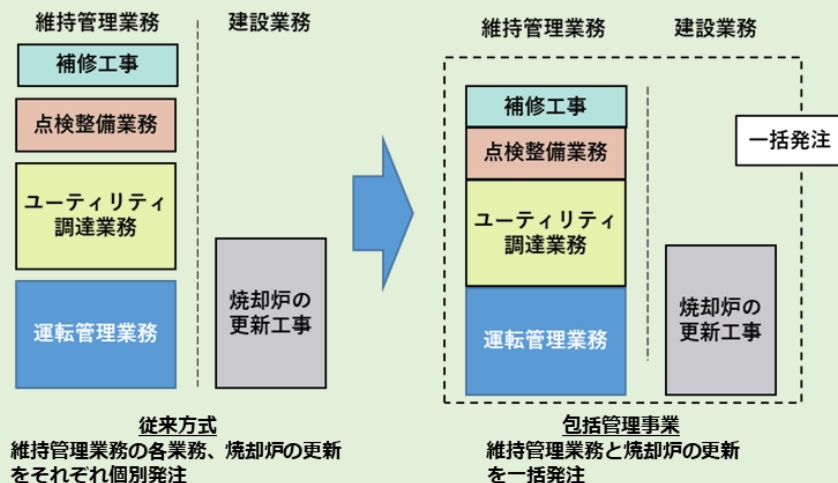 維持管理業務
建設業務
補修工事
点検整備業務
ユーティリティ
調達業務
運転管理業務
焼却炉の
更新工事
従来方式
維持管理業務の各業務、焼却炉の更新
をそれぞれ個別発注
維持管理業務
建設業務
一括発注
補修工事
点検整備業務
ユーティリティ
調達業務
運転管理業務
焼却炉の
更新工事
包括管理事業
維持管理業務と焼却炉の更新
を一括発注